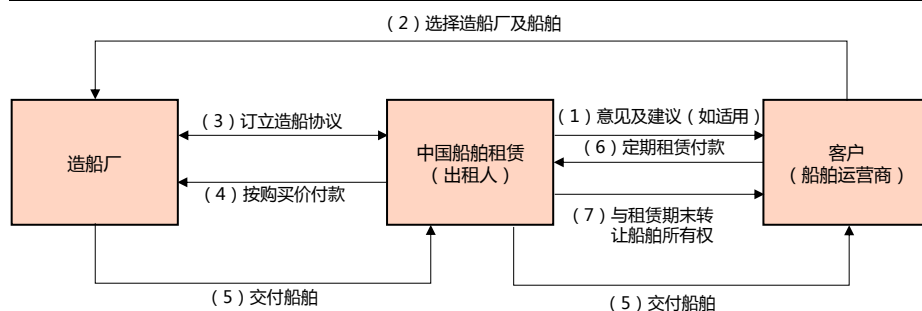 （2）选择造船厂及船舶
（3）订立造船协议
（1）意见及建议（如适用）
造船厂
中国船舶租赁
（出租人）
（6）定期租赁付款
客户
（船舶运营商）
（4）按购买价付款
（7）与租赁期末转
让船舶所有权
（5）交付船舶
（5）交付船舶